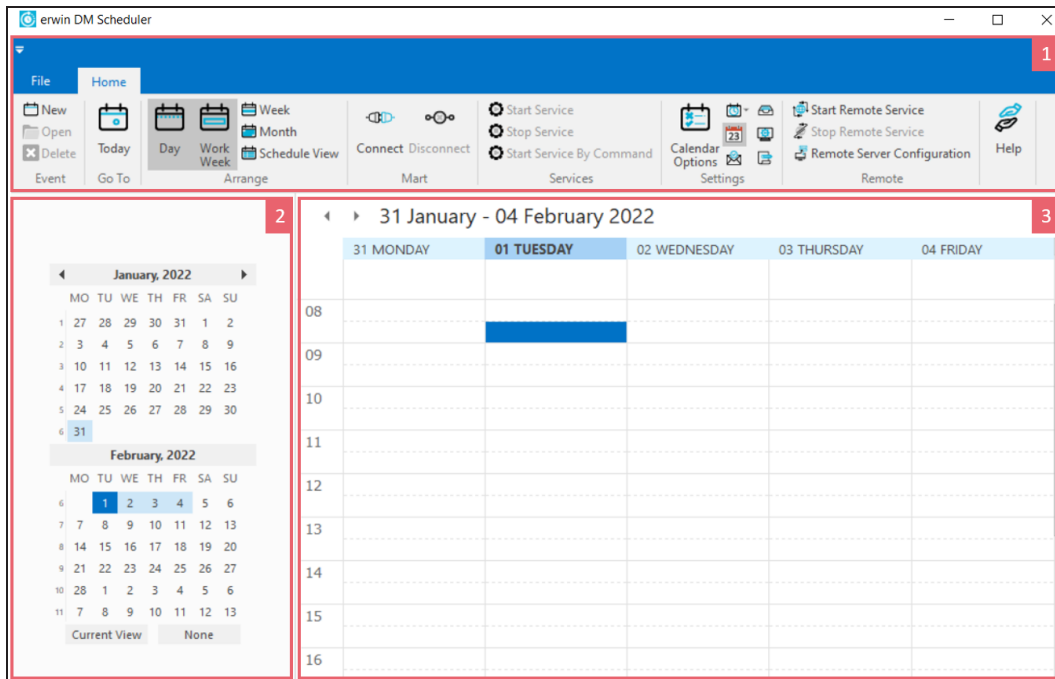 erwin DM Scheduler
1
File Home
New Open Delete Event
Today Go To
Day Work Week Week Month Schedule View Arrange
Connect Disconnect Mart
Start Service Stop Service Start Service By Command Services
Calendar Options 23 Settings
Start Remote Service Stop Remote Service Remote Server Configuration Remote
Help
2
January, 2022
MO TU WE TH FR SA SU
1 27 28 29 30 31 1 2
2 3 4 5 6 7 8 9
3 10 11 12 13 14 15 16
4 17 18 19 20 21 22 23
5 24 25 26 27 28 29 30
6 31
February, 2022
MO TU WE TH FR SA SU
6 1 2 3 4 5 6
7 7 8 9 10 11 12 13
8 14 15 16 17 18 19 20
9 21 22 23 24 25 26 27
10 28 1 2 3 4 5 6
11 7 8 9 10 11 12 13
Current View None
31 January - 04 February 2022
3
31 MONDAY 01 TUESDAY 02 WEDNESDAY 03 THURSDAY 04 FRIDAY
08
09
10
11
12
13
14
15
16